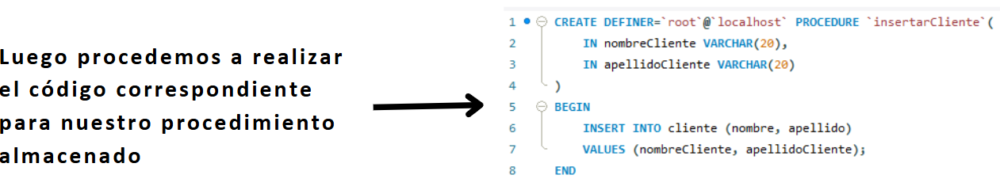 Luego procedemos a realizar
el código correspondiente
para nuestro procedimiento
almacenado
1 CREATE DEFINER=`root`@`localhost` PROCEDURE `insertarCliente`(
2 IN nombreCliente VARCHAR(20),
3 IN apellidoCliente VARCHAR(20)
4 )
5 BEGIN
6 INSERT INTO cliente (nombre, apellido)
7 VALUES (nombreCliente, apellidoCliente);
8 END